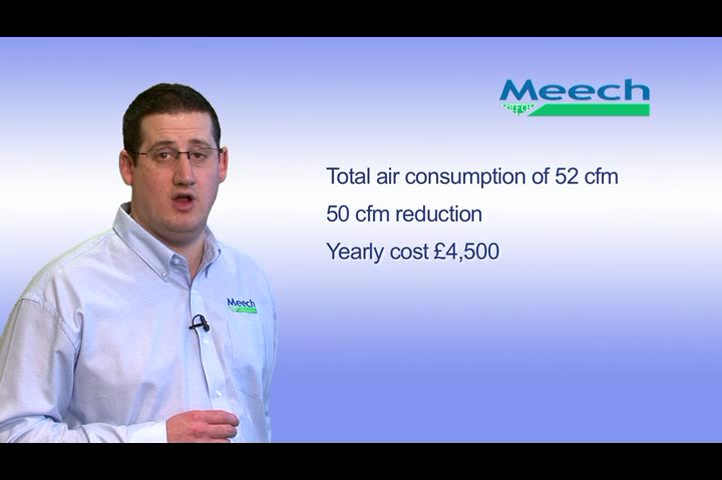 Meech
Total air consumption of 52 cfm
50 cfm reduction
Yearly cost £4,500
Meech